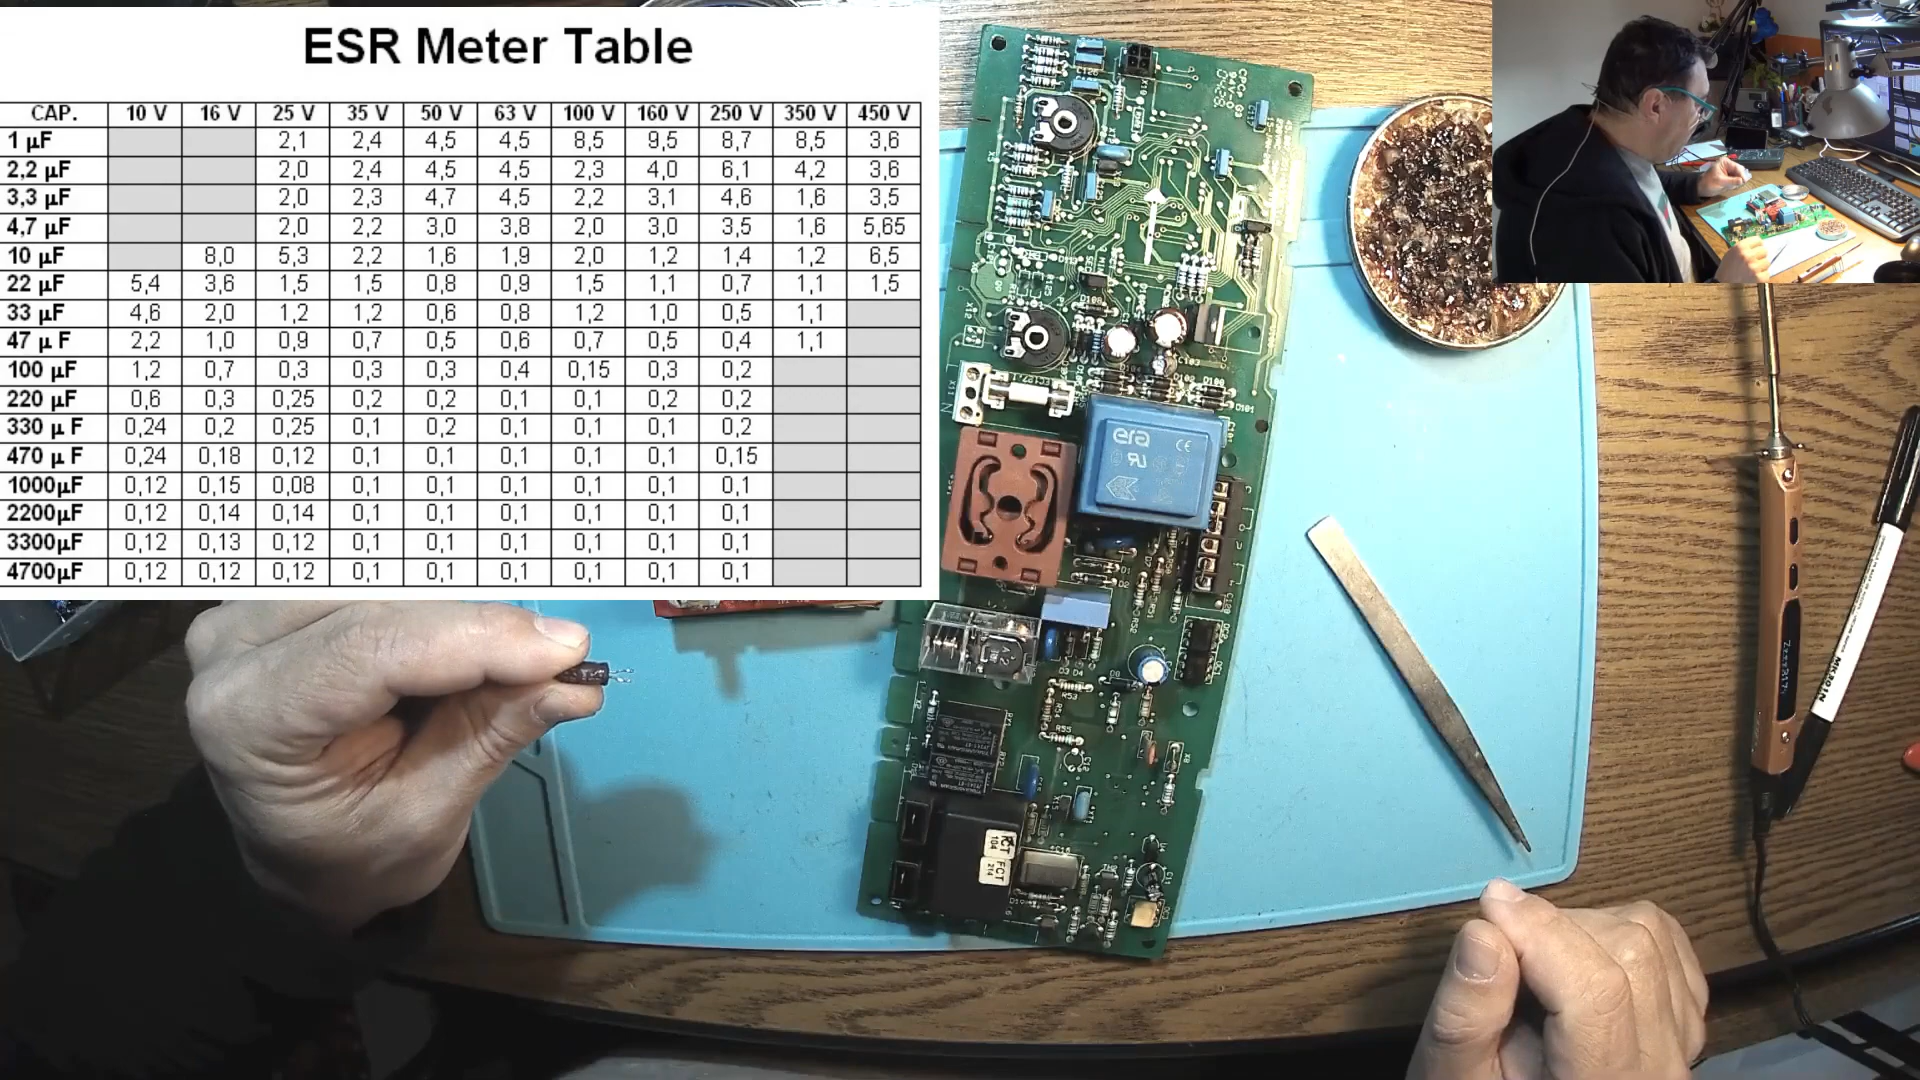 ESR Meter Table
CAP. 10 V 16 V 25 V 35 V 50 V 63 V 100 V 160 V 250 V 350 V 450 V
1 µF 2,1 2,4 4,5 4,5 8,5 9,5 8,7 8,5 3,6
2,2 µF 2,0 2,4 4,5 4,5 2,3 4,0 6,1 4,2 3,6
3,3 µF 2,0 2,3 4,7 4,5 2,2 3,1 4,6 1,6 3,5
4,7 µF 2,0 2,2 3,0 3,8 2,0 3,0 3,5 1,6 5,65
10 µF 8,0 5,3 2,2 1,6 1,9 2,0 1,2 1,4 1,2 6,5
22 µF 5,4 3,6 1,5 1,5 0,8 0,9 1,5 1,1 0,7 1,1 1,5
33 µF 4,6 2,0 1,2 1,2 0,6 0,8 1,2 1,0 0,5 1,1
47 µ F 2,2 1,0 0,9 0,7 0,5 0,6 0,7 0,5 0,4 1,1
100 µF 1,2 0,7 0,3 0,3 0,3 0,4 0,15 0,3 0,2
220 µF 0,6 0,3 0,25 0,2 0,2 0,1 0,1 0,2 0,2
330 µ F 0,24 0,2 0,25 0,1 0,2 0,1 0,1 0,1 0,2
470 µ F 0,24 0,18 0,12 0,1 0,1 0,1 0,1 0,1 0,15
1000µF 0,12 0,15 0,08 0,1 0,1 0,1 0,1 0,1 0,1
2200µF 0,12 0,14 0,14 0,1 0,1 0,1 0,1 0,1 0,1
3300µF 0,12 0,13 0,12 0,1 0,1 0,1 0,1 0,1 0,1
4700µF 0,12 0,12 0,12 0,1 0,1 0,1 0,1 0,1 0,1
era
CE
D1
D2
R52
D3 D4
R53
R54
R55
FCT